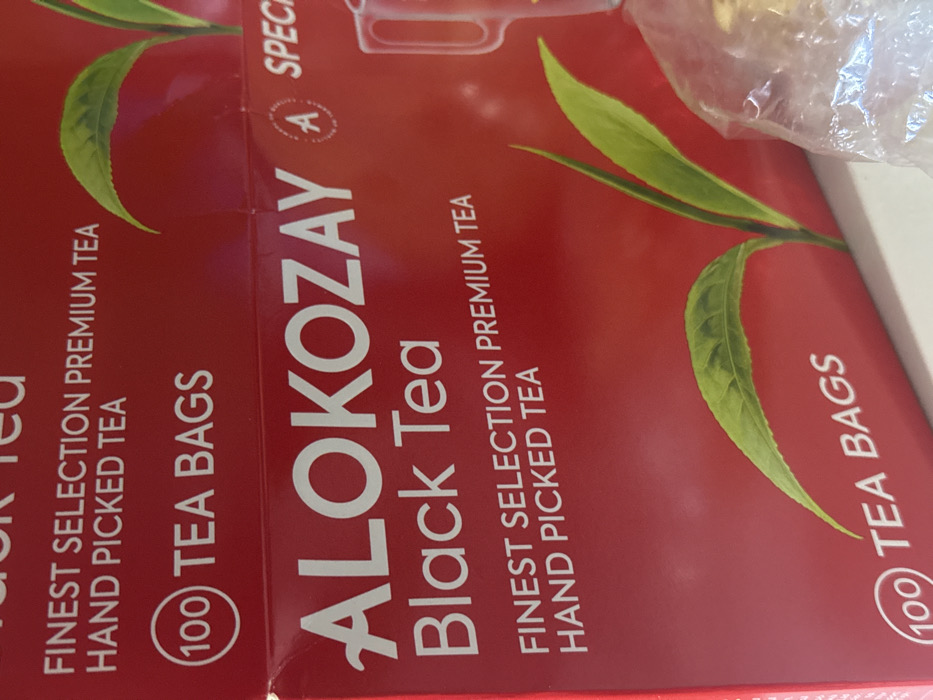 FINEST SELECTION PREMIUM TEA
HAND PICKED TEA
100 TEA BAGS
A
ALOKOZAY
Black Tea
FINEST SELECTION PREMIUM TEA
HAND PICKED TEA
100 TEA BAGS